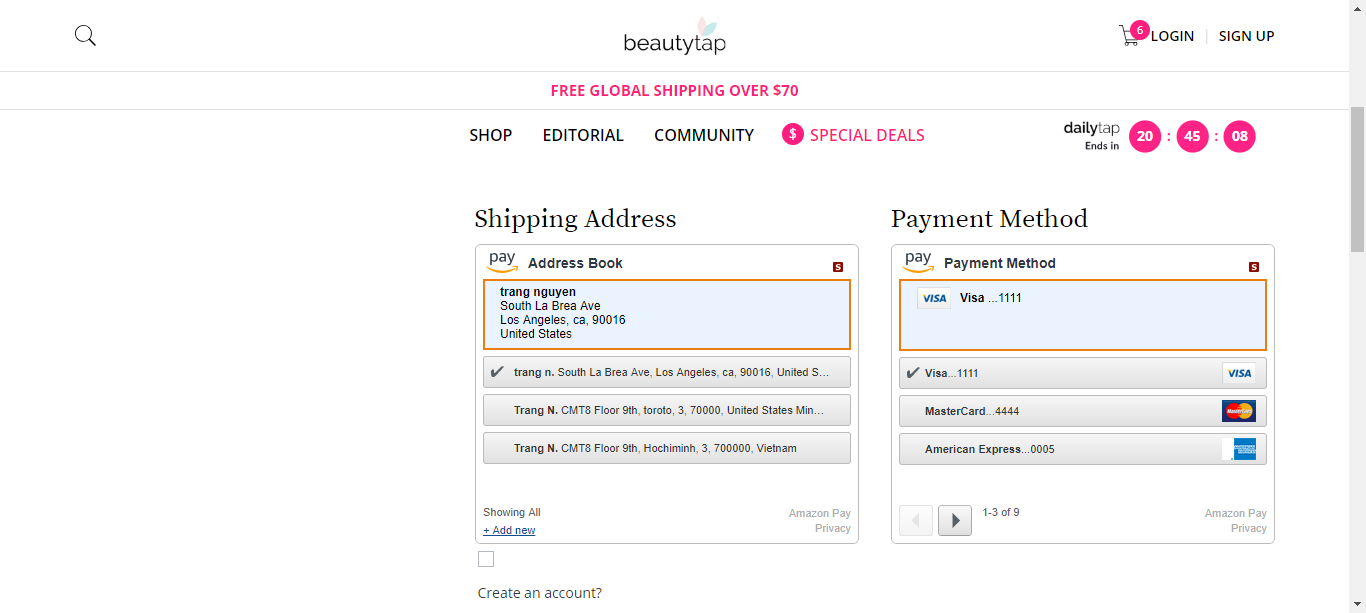 beautytap
6
LOGIN
SIGN UP
FREE GLOBAL SHIPPING OVER $70
SHOP
EDITORIAL
COMMUNITY
$
SPECIAL DEALS
dailytap
Ends in
20 : 45 : 08
Shipping Address
pay
Address Book
S
trang nguyen
South La Brea Ave
Los Angeles, ca, 90016
United States
trang n. South La Brea Ave, Los Angeles, ca, 90016, United S...
Trang N. CMT8 Floor 9th, toroto, 3, 70000, United States Min...
Trang N. CMT8 Floor 9th, Hochiminh, 3, 700000, Vietnam
Showing All
+ Add new
Amazon Pay
Privacy
Create an account?
Payment Method
pay
Payment Method
S
VISA
Visa ...1111
Visa...1111
VISA
MasterCard...4444
MasterCard
American Express...0005
1-3 of 9
Amazon Pay
Privacy